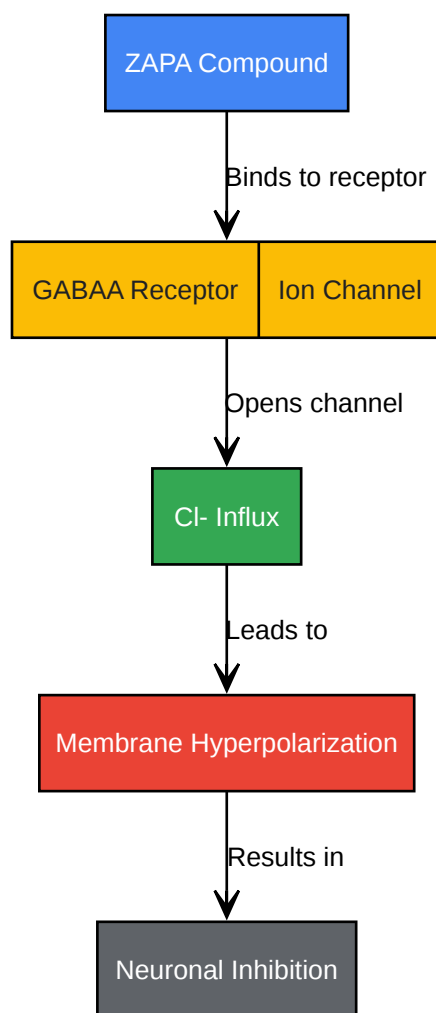 ZAPA Compound
Binds to receptor
GABAA Receptor
Ion Channel
Opens channel
Cl- Influx
Leads to
Membrane Hyperpolarization
Results in
Neuronal Inhibition